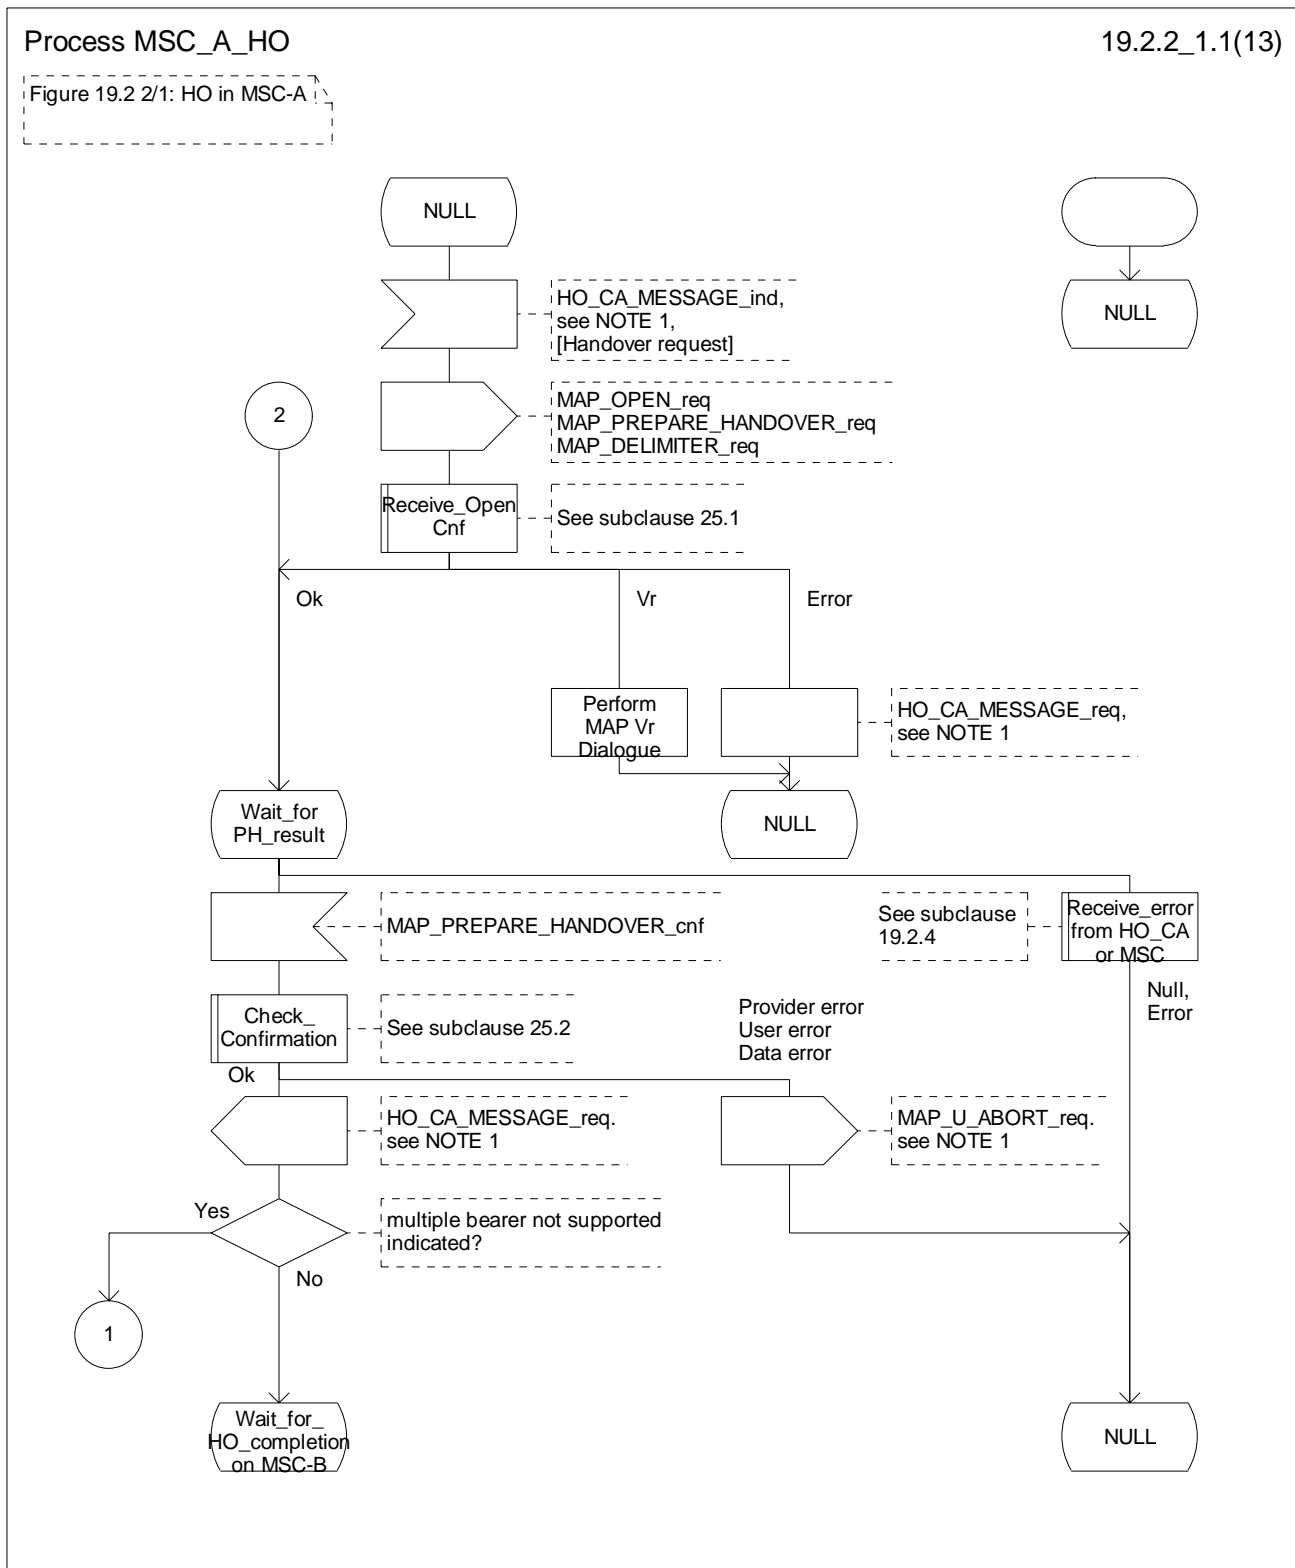 Process MSC_A_HO
19.2.2_1.1(13)
Figure 19.2 2/1: HO in MSC-A
NULL
HO_CA_MESSAGE_ind,
see NOTE 1,
[Handover request]
NULL
2
MAP_OPEN_req
MAP_PREPARE_HANDOVER_req
MAP_DELIMITER_req
Receive_Open
Cnf
See subclause 25.1
Ok
Vr
Error
Perform
MAP Vr
Dialogue
HO_CA_MESSAGE_req,
see NOTE 1
Wait_for
PH_result
NULL
MAP_PREPARE_HANDOVER_cnf
See subclause
19.2.4
Receive_error
from HO_CA
or MSC
Null,
Error
Check_
Confirmation
See subclause 25.2
Provider error
User error
Data error
Ok
HO_CA_MESSAGE_req.
see NOTE 1
MAP_U_ABORT_req.
see NOTE 1
Yes
multiple bearer not supported
indicated?
No
1
Wait_for_
HO_completion
on MSC-B
NULL